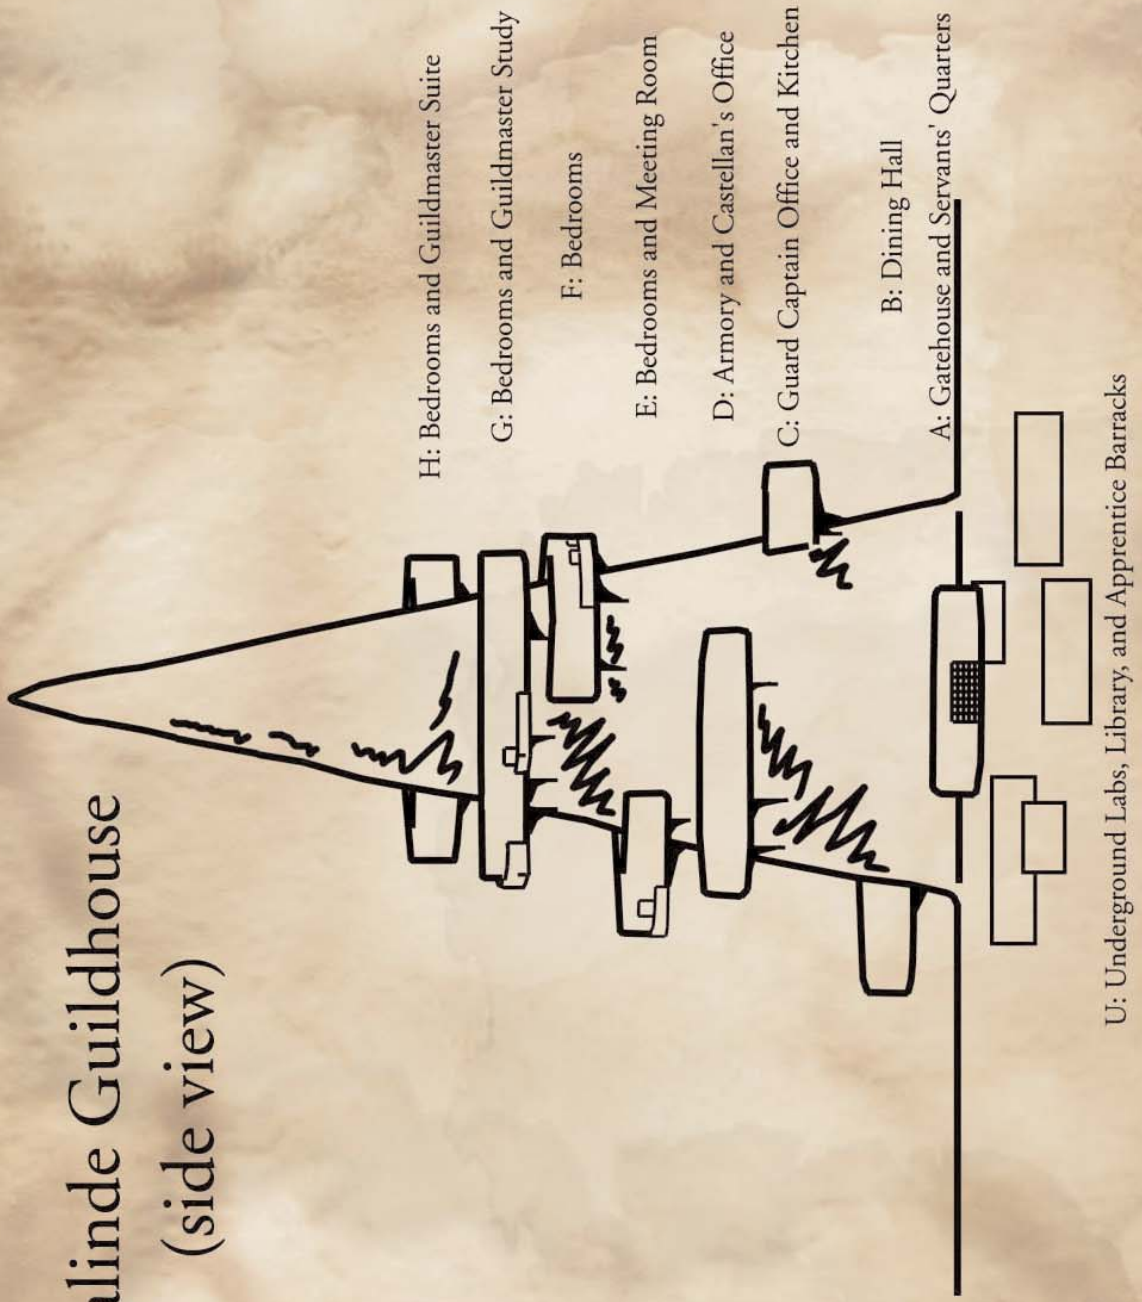 alinde Guildhouse
(side view)
H: Bedrooms and Guildmaster Suite
G: Bedrooms and Guildmaster Study
F: Bedrooms
E: Bedrooms and Meeting Room
D: Armory and Castellan's Office
C: Guard Captain Office and Kitchen
B: Dining Hall
A: Gatehouse and Servants' Quarters
U: Underground Labs, Library, and Apprentice Barracks